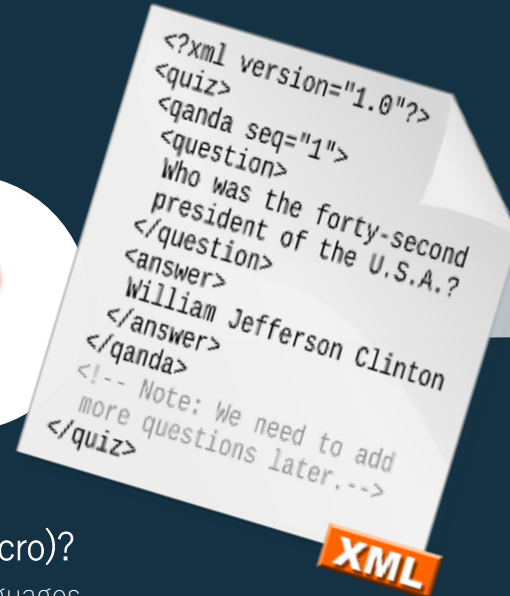 <?xml version="1.0"?>
<quiz>
<qanda seq="1">
<question>
Who was the forty-second
president of the U.S.A.?
</question>
<answer>
William Jefferson Clinton
</answer>
</qanda>
<!-- Note: We need to add
more questions later.-->
</quiz>
XML
cro)?